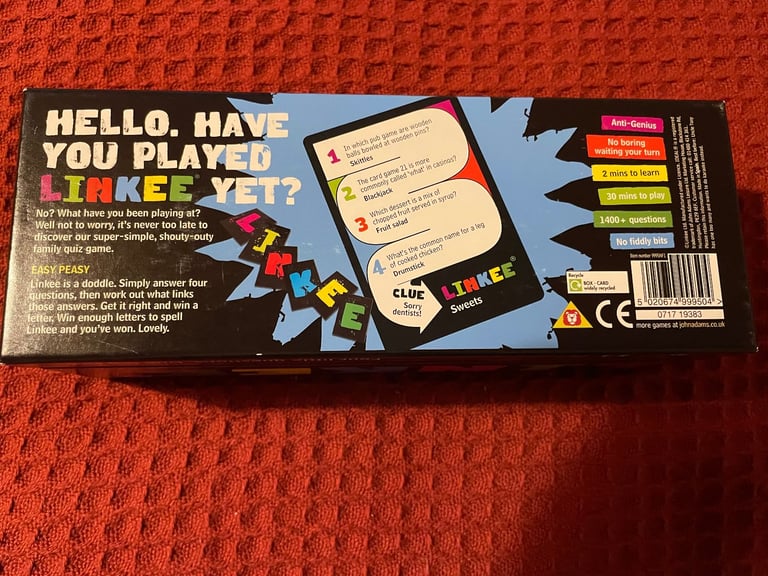 HELLO. HAVE
YOU PLAYED
LINKEE® YET?
No? What have you been playing at?
Well not to worry, it's never too late to
discover our super-simple, shouty-outy
family quiz game.
EASY PEASY
Linkee is a doddle. Simply answer four
questions, then work out what links
those answers. Get it right and win a
letter. Win enough letters to spell
Linkee and you've won. Lovely.
L
I
N
K
E
E
1 In which pub game are wooden
balls bowled at wooden pins?
Skittles
2 The card game 21 is more
commonly called 'what' in casinos?
Blackjack
3 Which dessert is a mix of
chopped fruit served in syrup?
Fruit salad
4 What's the common name for a leg
of cooked chicken?
Drumstick
CLUE
Sorry
dentists!
LINKEE®
Sweets
Anti-Genius
No boring
waiting your turn
2 mins to learn
30 mins to play
1400+ questions
No fiddly bits
Recycle
BOX - CARD
widely recycled
CE
5 020674 999504 >
0717 19383
more games at johnadams.co.uk